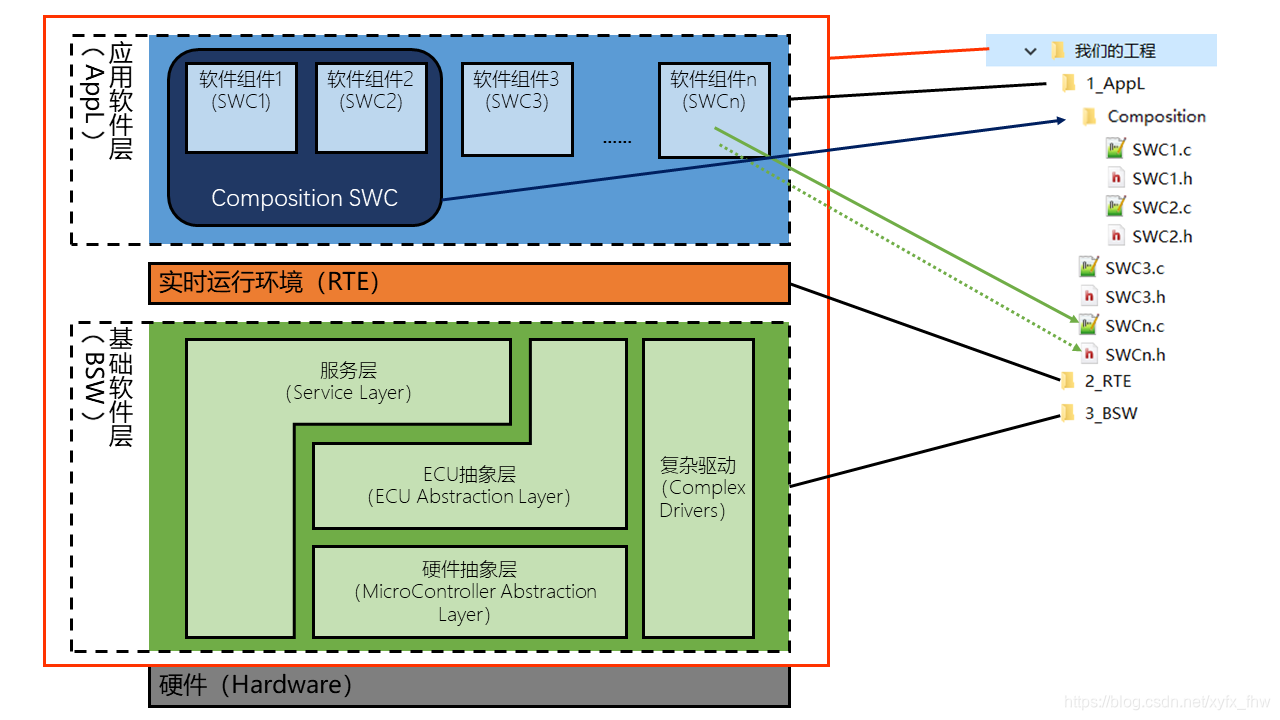 应用软件层
（AppL）
软件组件1
(SWC1)
软件组件2
(SWC2)
软件组件3
(SWC3)
......
软件组件n
(SWCn)
Composition SWC
实时运行环境（RTE）
基础软件层
（BSW）
服务层
(Service Layer)
ECU抽象层
(ECU Abstraction Layer)
硬件抽象层
(MicroController Abstraction
Layer)
复杂驱动
(Complex
Drivers)
硬件（Hardware）
我们的工程
1_AppL
Composition
SWC1.c
SWC1.h
SWC2.c
SWC2.h
SWC3.c
SWC3.h
SWCn.c
SWCn.h
2_RTE
3_BSW
https://blog.csdn.net/xyfx_fhw